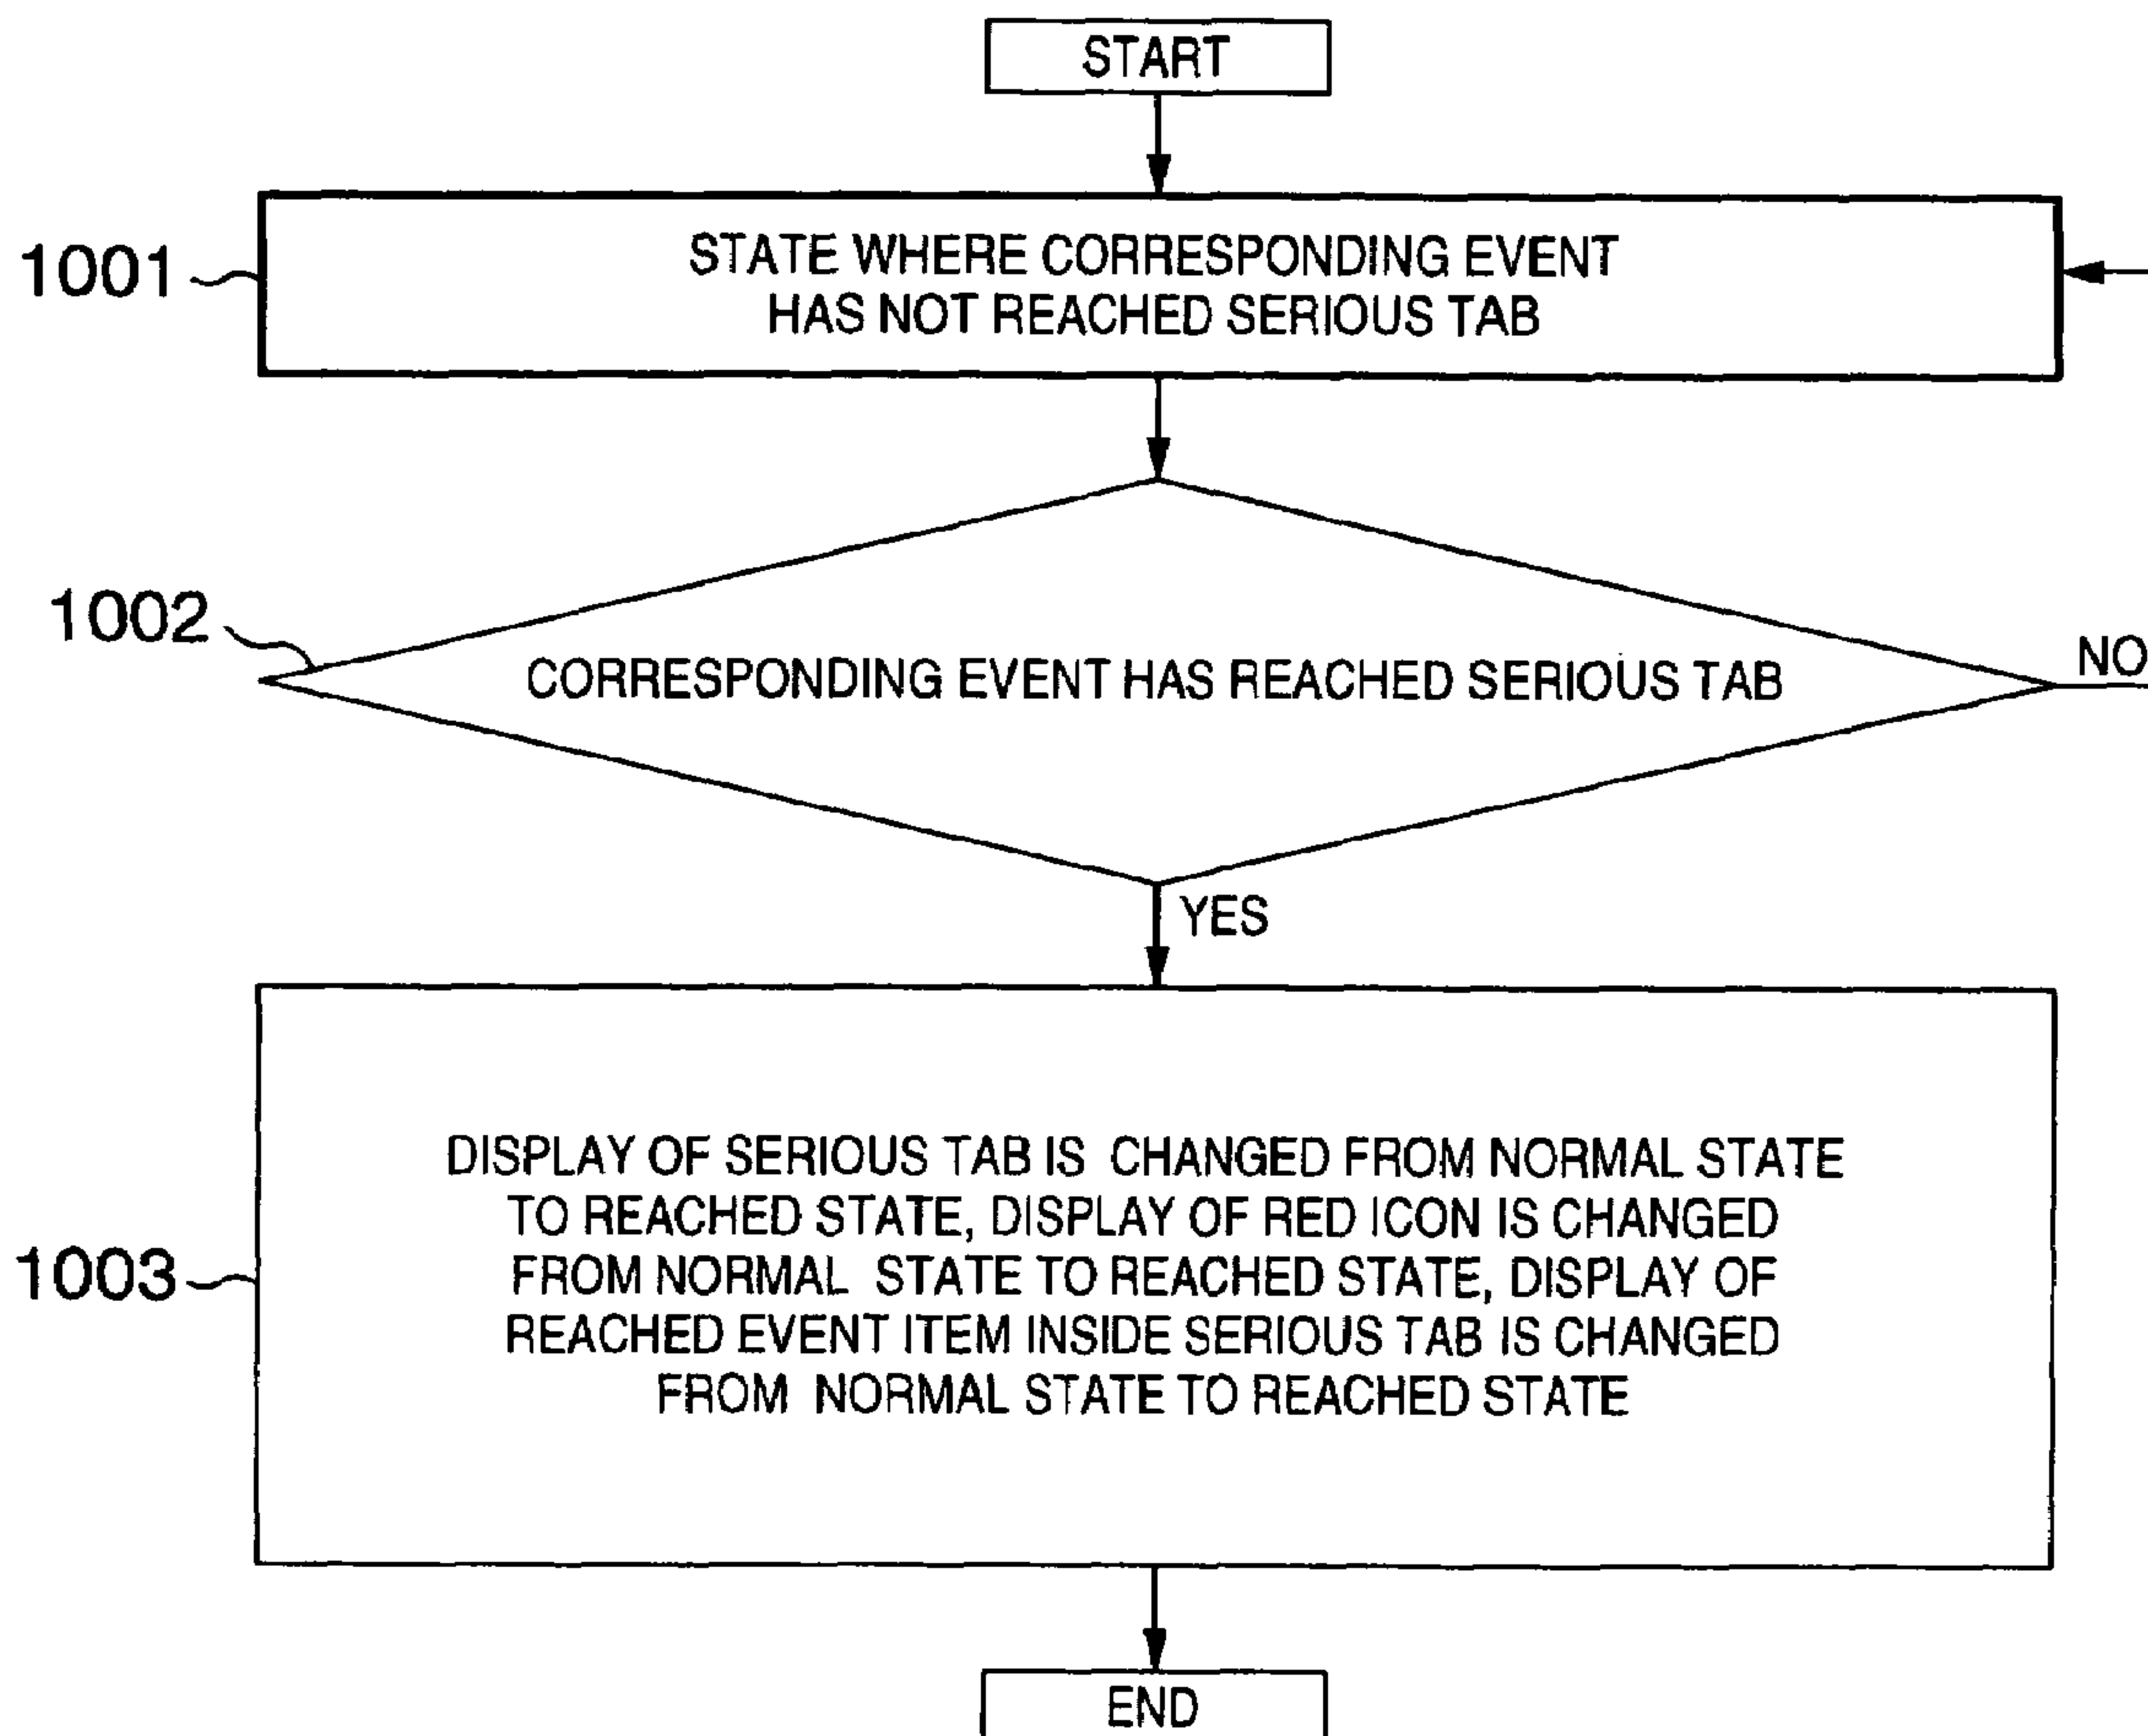 START
1001
STATE WHERE CORRESPONDING EVENT
HAS NOT REACHED SERIOUS TAB
1002
CORRESPONDING EVENT HAS REACHED SERIOUS TAB
NO
YES
1003
DISPLAY OF SERIOUS TAB IS CHANGED FROM NORMAL STATE
TO REACHED STATE, DISPLAY OF RED ICON IS CHANGED
FROM NORMAL STATE TO REACHED STATE, DISPLAY OF
REACHED EVENT ITEM INSIDE SERIOUS TAB IS CHANGED
FROM NORMAL STATE TO REACHED STATE
END